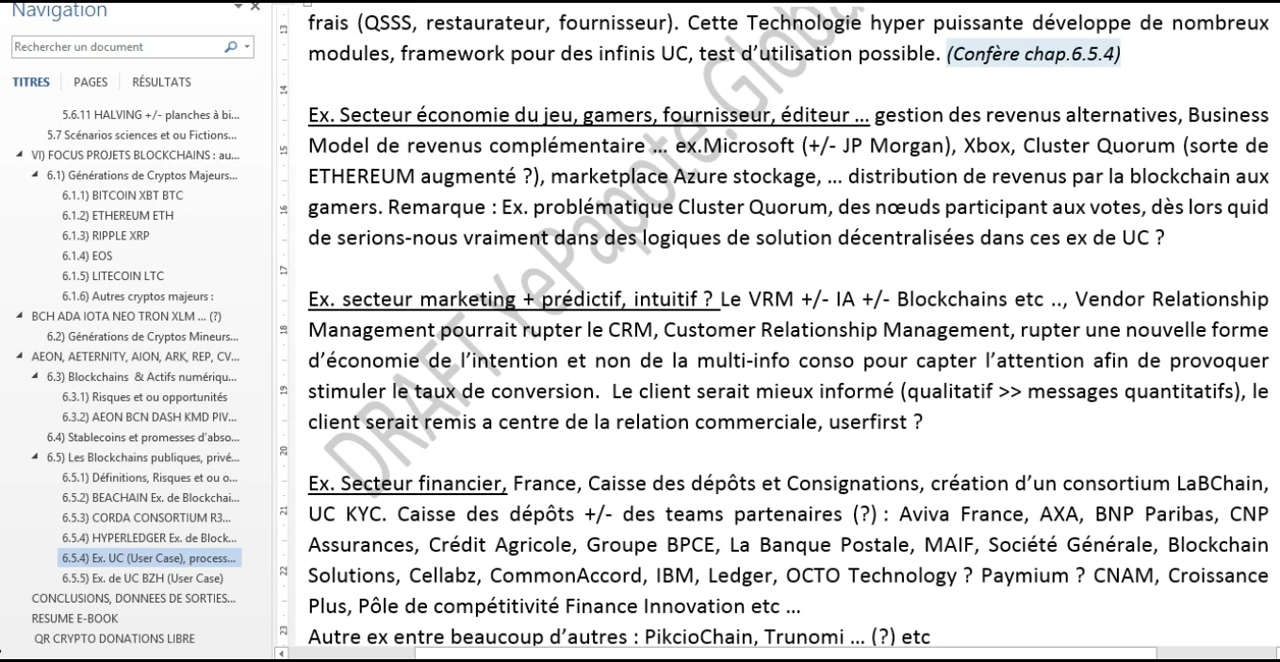 Navigation
Rechercher un document
TITRES PAGES RÉSULTATS
5.6.11 HALVING +/- planches à bi...
5.7 Scénarios sciences et ou Fictions...
VI) FOCUS PROJETS BLOCKCHAINS : au...
6.1) Générations de Cryptos Majeurs...
6.1.1) BITCOIN XBT BTC
6.1.2) ETHEREUM ETH
6.1.3) RIPPLE XRP
6.1.4) EOS
6.1.5) LITECOIN LTC
6.1.6) Autres cryptos majeurs :
BCH ADA IOTA NEO TRON XLM ... (?)
6.2) Générations de Cryptos Mineurs...
AEON, AETERNITY, AION, ARK, REP, CV...
6.3) Blockchains & Actifs numériqu...
6.3.1) Risques et ou opportunités
6.3.2) AEON BCN DASH KMD PIV...
6.4) Stablecoins et promesses d'abso...
6.5) Les Blockchains publiques, privé...
6.5.1) Définitions, Risques et ou o...
6.5.2) BEACHAIN Ex. de Blockchai...
6.5.3) CORDA CONSORTIUM R3...
6.5.4) HYPERLEDGER Ex. de Block...
6.5.4) Ex. UC (User Case), process...
6.5.5) Ex. de UC BZH (User Case)
CONCLUSIONS, DONNEES DE SORTIES...
RESUME E-BOOK
QR CRYPTO DONATIONS LIBRE
13
14
15
16
17
18
19
20
21
22
23
frais (QSSS, restaurateur, fournisseur). Cette Technologie hyper puissante développe de nombreux
modules, framework pour des infinis UC, test d'utilisation possible. (Confère chap.6.5.4)
Ex. Secteur économie du jeu, gamers, fournisseur, éditeur ... gestion des revenus alternatives, Business
Model de revenus complémentaire ... ex.Microsoft (+/- JP Morgan), Xbox, Cluster Quorum (sorte de
ETHEREUM augmenté ?), marketplace Azure stockage, ... distribution de revenus par la blockchain aux
gamers. Remarque : Ex. problématique Cluster Quorum, des nœuds participant aux votes, dès lors quid
de serions-nous vraiment dans des logiques de solution décentralisées dans ces ex de UC ?
Ex. secteur marketing + prédictif, intuitif ? Le VRM +/- IA +/- Blockchains etc .., Vendor Relationship
Management pourrait rupter le CRM, Customer Relationship Management, rupter une nouvelle forme
d'économie de l'intention et non de la multi-info conso pour capter l'attention afin de provoquer
stimuler le taux de conversion. Le client serait mieux informé (qualitatif >> messages quantitatifs), le
client serait remis a centre de la relation commerciale, userfirst ?
Ex. Secteur financier, France, Caisse des dépôts et Consignations, création d'un consortium LaBChain,
UC KYC. Caisse des dépôts +/- des teams partenaires (?) : Aviva France, AXA, BNP Paribas, CNP
Assurances, Crédit Agricole, Groupe BPCE, La Banque Postale, MAIF, Société Générale, Blockchain
Solutions, Cellabz, CommonAccord, IBM, Ledger, OCTO Technology ? Paymium ? CNAM, Croissance
Plus, Pôle de compétitivité Finance Innovation etc ...
Autre ex entre beaucoup d'autres : PikcioChain, Trunomi ... (?) etc
DRAFT YePapote.Globa